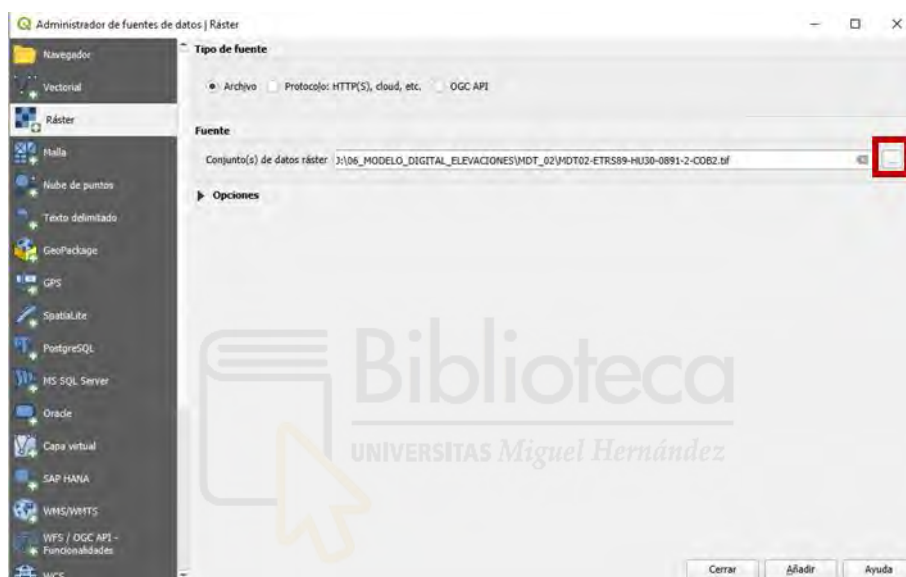 Administrador de fuentes de datos | Ráster
Navegador
Vectorial
Ráster
Malla
Nube de puntos
Texto delimitado
GeoPackage
GPS
SpatiaLite
PostgreSQL
MS SQL Server
Oracle
Capa virtual
SAP HANA
WMS/WMTS
WFS / OGC API -
Funcionalidades
WCS
Tipo de fuente
Archivo Protocolo: HTTP(S), cloud, etc. OGC API
Fuente
Conjunto(s) de datos ráster J:\06_MODELO_DIGITAL_ELEVACIONES\MDT_02\MDT02-ETRS89-HU30-0891-2-COB2.tif ...
Opciones
Biblioteca
UNIVERSITAS Miguel Hernández
Cerrar Añadir Ayuda